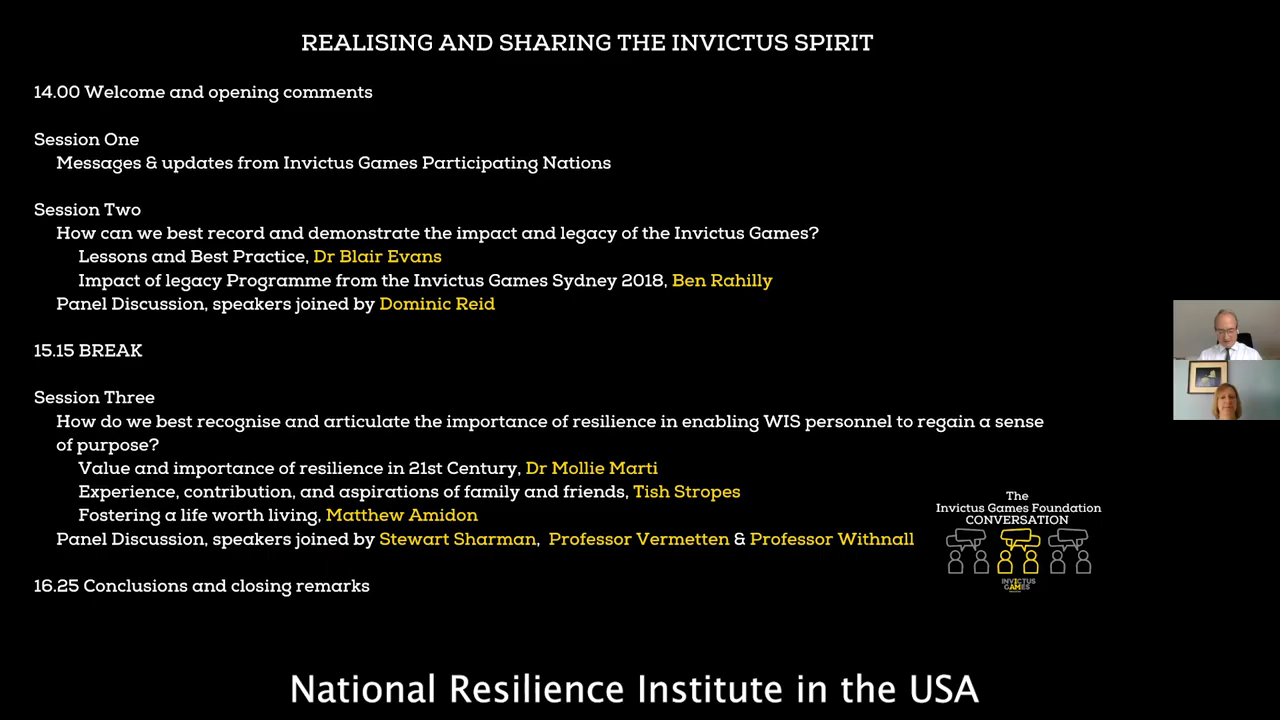 REALISING AND SHARING THE INVICTUS SPIRIT
14.00 Welcome and opening comments
Session One
Messages & updates from Invictus Games Participating Nations
Session Two
How can we best record and demonstrate the impact and legacy of the Invictus Games?
Lessons and Best Practice, Dr Blair Evans
Impact of legacy Programme from the Invictus Games Sydney 2018, Ben Rahilly
Panel Discussion, speakers joined by Dominic Reid
15.15 BREAK
Session Three
How do we best recognise and articulate the importance of resilience in enabling WIS personnel to regain a sense
of purpose?
Value and importance of resilience in 21st Century, Dr Mollie Marti
Experience, contribution, and aspirations of family and friends, Tish Stropes
Fostering a life worth living, Matthew Amidon
Panel Discussion, speakers joined by Stewart Sharman, Professor Vermetten & Professor Withnall
16.25 Conclusions and closing remarks
The
Invictus Games Foundation
CONVERSATION
INVICTUS
GAMES
National Resilience Institute in the USA